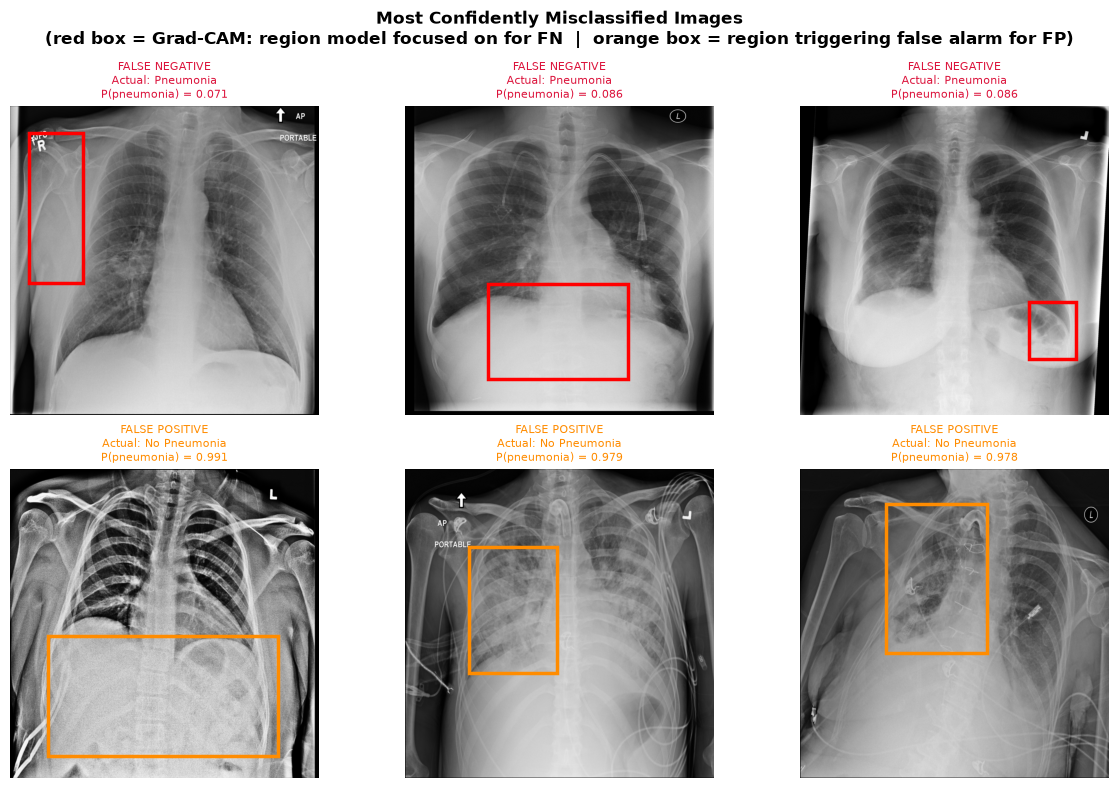 Most Confidently Misclassified Images
(red box = Grad-CAM: region model focused on for FN | orange box = region triggering false alarm for FP)
FALSE NEGATIVE
Actual: Pneumonia
P(pneumonia) = 0.071
FALSE NEGATIVE
Actual: Pneumonia
P(pneumonia) = 0.086
FALSE NEGATIVE
Actual: Pneumonia
P(pneumonia) = 0.086
R
AP
PORTABLE
L
L
FALSE POSITIVE
Actual: No Pneumonia
P(pneumonia) = 0.991
FALSE POSITIVE
Actual: No Pneumonia
P(pneumonia) = 0.979
FALSE POSITIVE
Actual: No Pneumonia
P(pneumonia) = 0.978
L
AP
PORTABLE
L
L